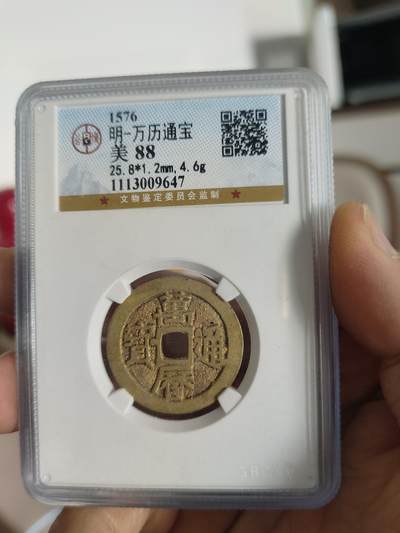 1576
明-万历通宝
美 88
25.8*1.2mm,4.6g
1113009647
★ 文物鉴定委员会监制 ★
萬曆通寶